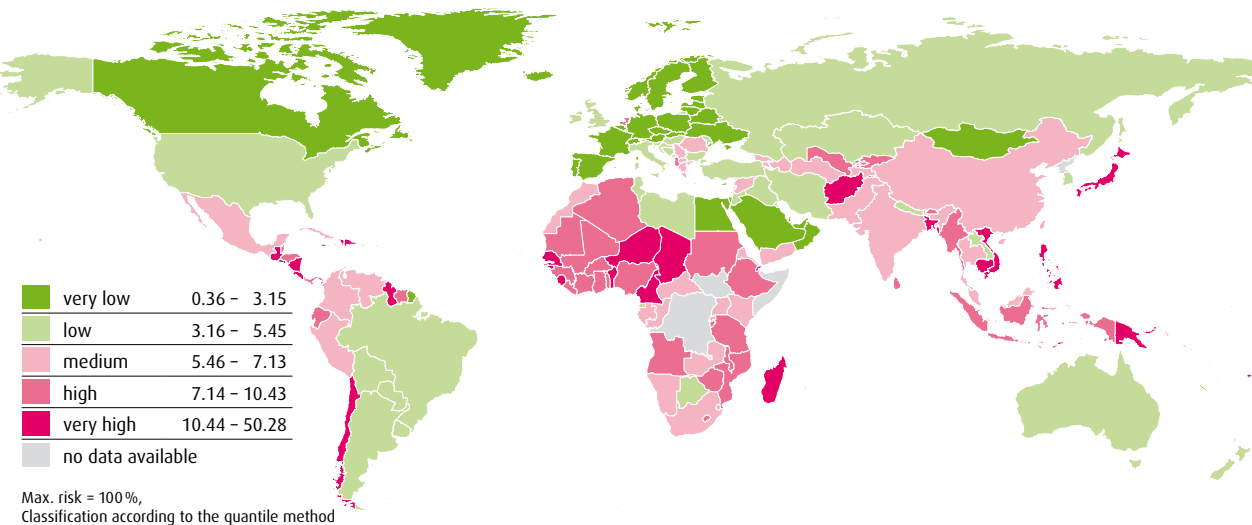 very low 0.36 – 3.15
low 3.16 – 5.45
medium 5.46 – 7.13
high 7.14 – 10.43
very high 10.44 – 50.28
no data available
Max. risk = 100 %,
Classification according to the quantile method